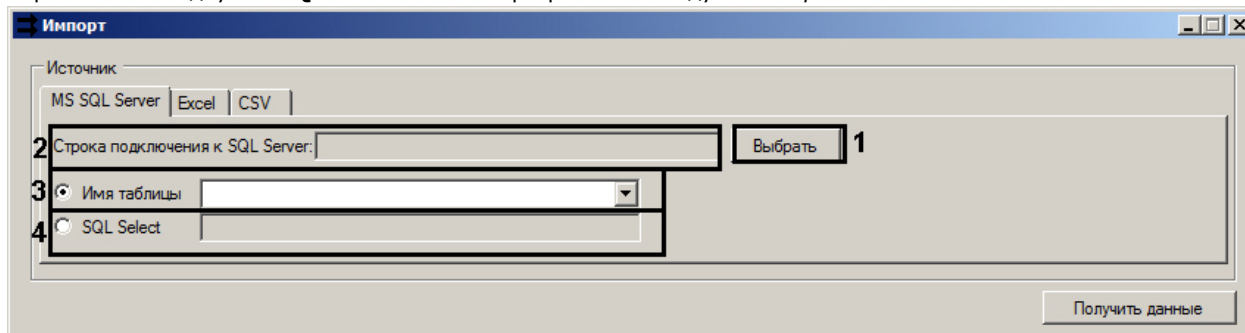 Импорт
Источник
MS SQL Server Excel CSV
2 Строка подключения к SQL Server: Выбрать 1
3 Имя таблицы
4 SQL Select
Получить данные